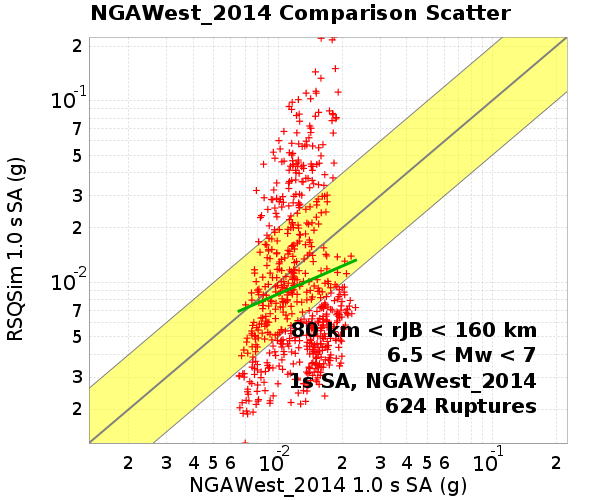 NGAWest_2014 Comparison Scatter
RSQSim 1.0 s SA (g)
2
10-1
7
5
3
2
10-2
7
5
3
2
80 km < rJB < 160 km
6.5 < Mw < 7
1s SA, NGAWest_2014
624 Ruptures
2 3 4 5 6 10-2 2 3 4 5 6 10-1 2
NGAWest_2014 1.0 s SA (g)